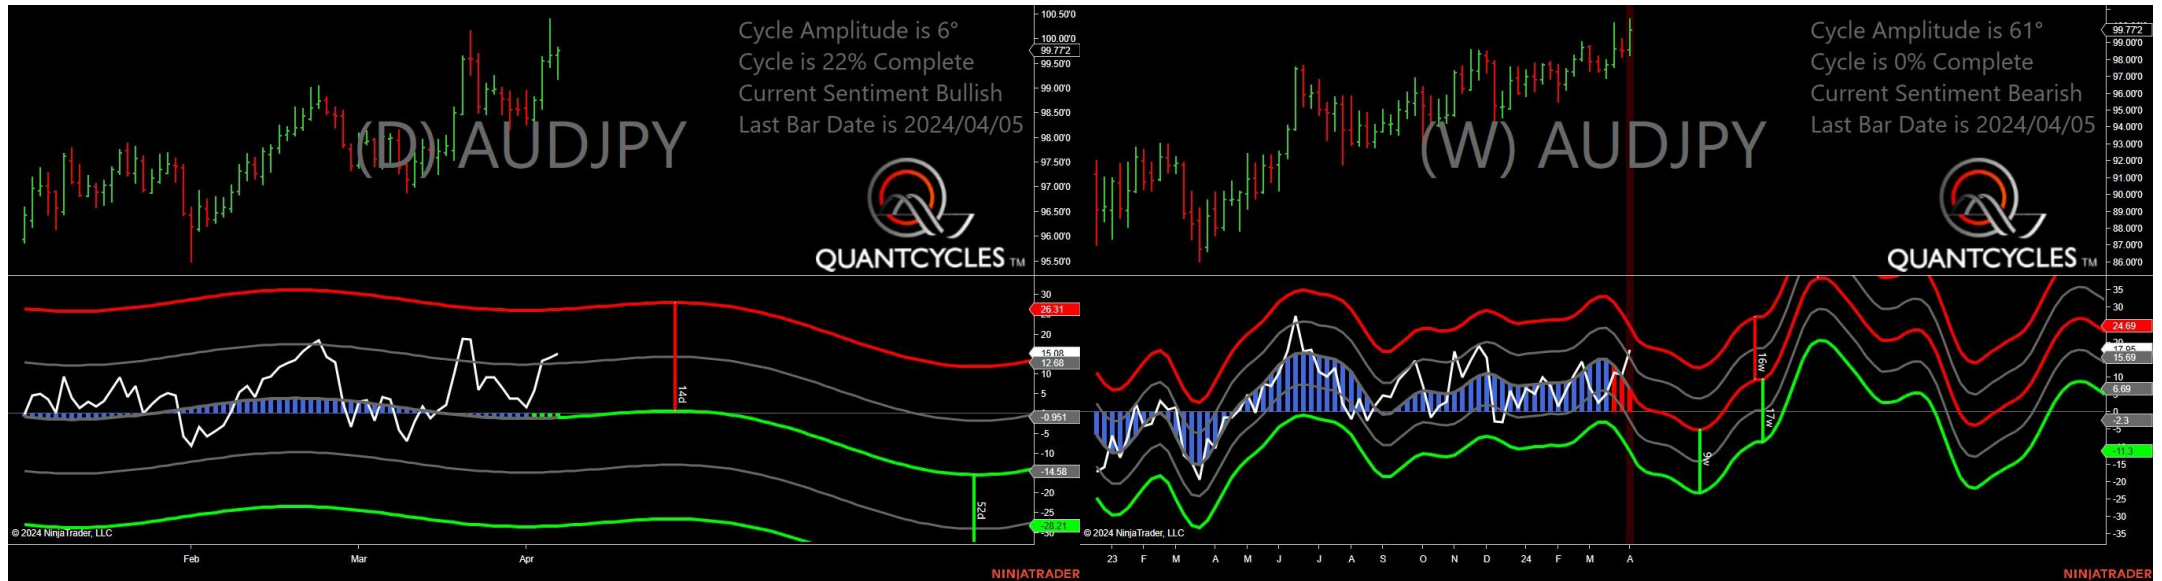 Cycle Amplitude is 6°
Cycle is 22% Complete
Current Sentiment Bullish
Last Bar Date is 2024/04/05
(D) AUDJPY
QUANTCYCLES TM
100.50'0
100.00'0
99.77'2
99.50'0
99.00'0
98.50'0
98.00'0
97.50'0
97.00'0
96.50'0
96.00'0
95.50'0
30
26.31
20
15.08
12.68
10
5
-0.951
-5
-10
-14.58
-20
-25
-28.21
-30
14d
52d
© 2024 NinjaTrader, LLC
Feb Mar Apr
NINJATRADER
Cycle Amplitude is 61°
Cycle is 0% Complete
Current Sentiment Bearish
Last Bar Date is 2024/04/05
(W) AUDJPY
QUANTCYCLES TM
99.77'2
99.00'0
98.00'0
96.00'0
95.00'0
94.00'0
93.00'0
92.00'0
91.00'0
90.00'0
89.00'0
88.00'0
87.00'0
86.00'0
35
30
24.69
17.95
15.69
10
6.69
0
-2.3
-5
-11.3
-15
-20
-25
-30
-35
16w
17w
9w
© 2024 NinjaTrader, LLC
23 F M A M J J A S O N D 24 F M A
NINJATRADER